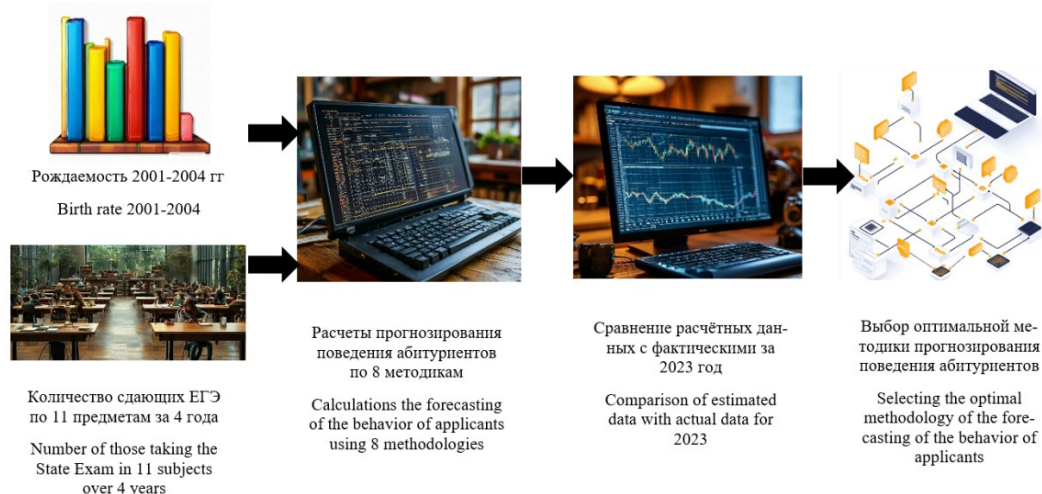 Рождаемость 2001-2004 гг
Birth rate 2001-2004
Количество сдающих ЕГЭ
по 11 предметам за 4 года
Number of those taking the
State Exam in 11 subjects
over 4 years
Расчеты прогнозирования
поведения абитуриентов
по 8 методикам
Calculations the forecasting
of the behavior of applicants
using 8 methodologies
Сравнение расчётных дан-
ных с фактическими за
2023 год
Comparison of estimated
data with actual data for
2023
Выбор оптимальной ме-
тодики прогнозирования
поведения абитуриентов
Selecting the optimal
methodology of the fore-
casting of the behavior of
applicants